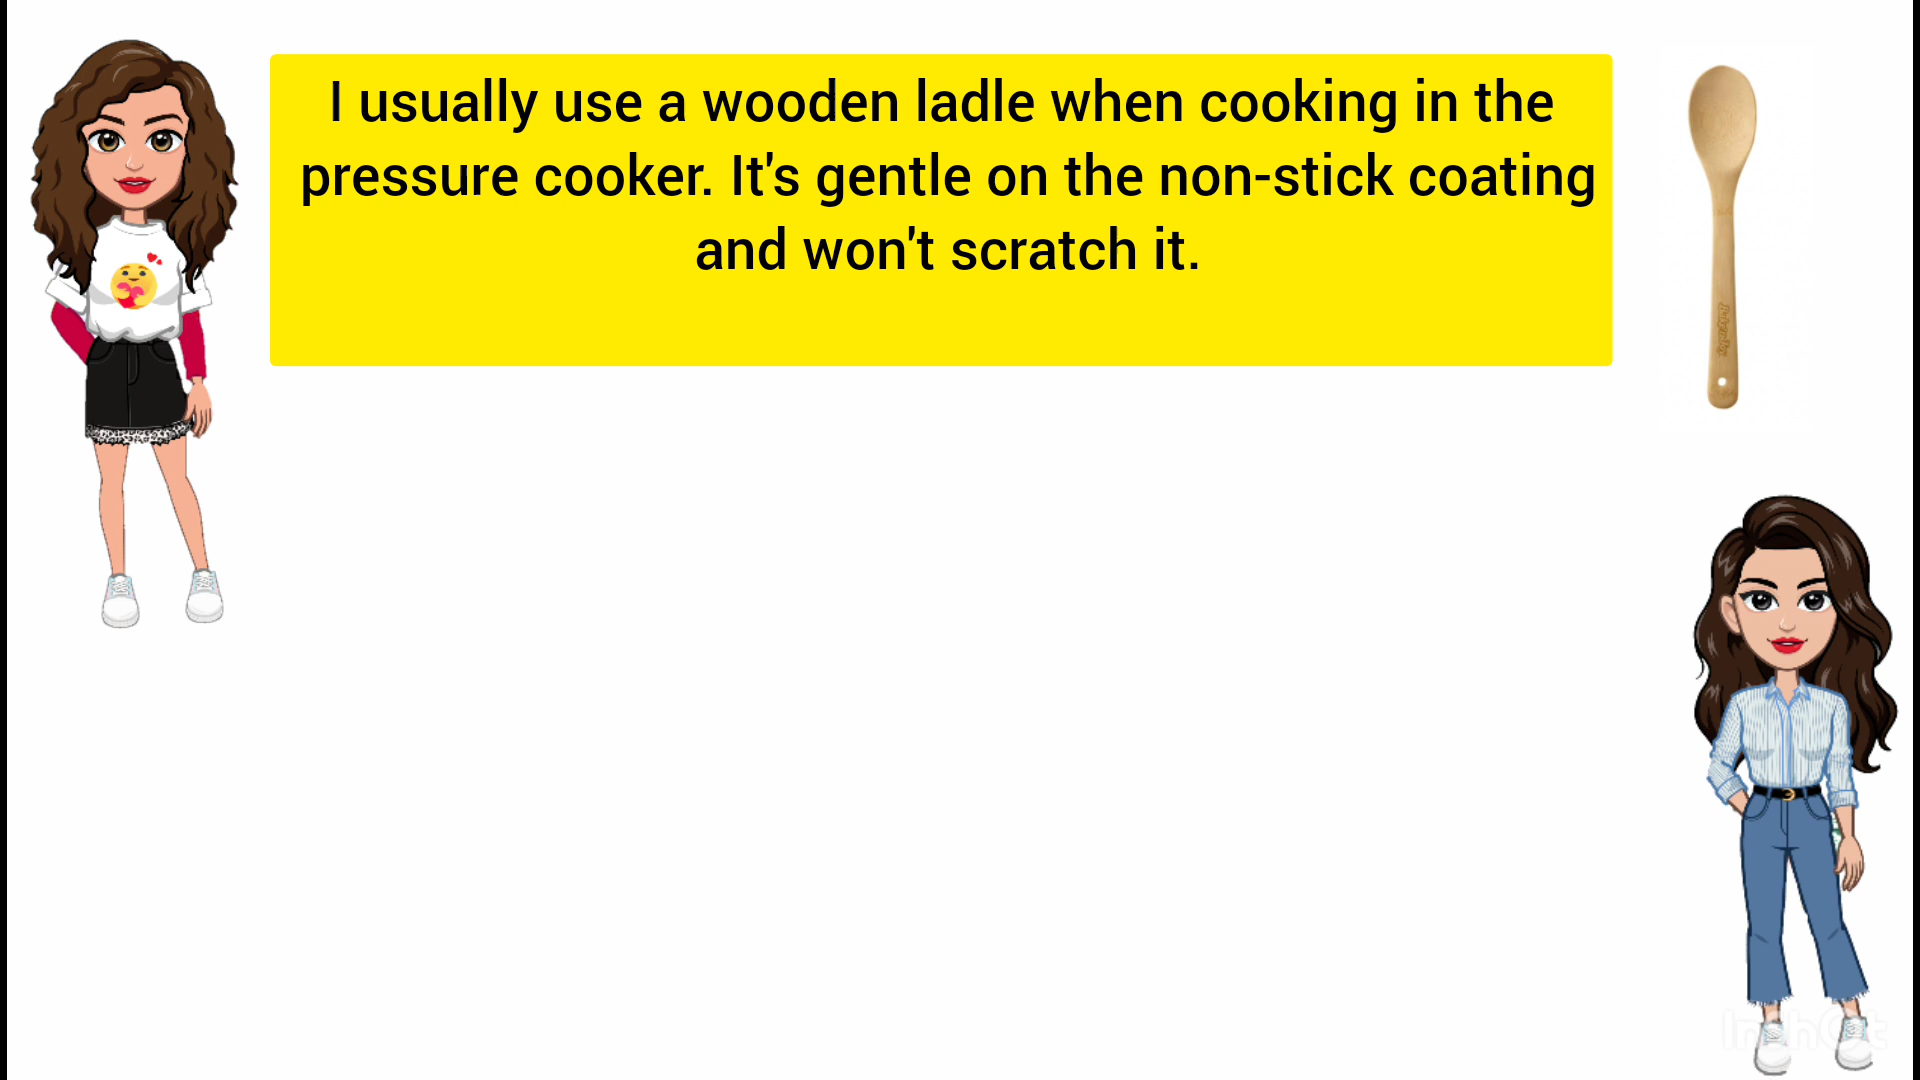 I usually use a wooden ladle when cooking in the
pressure cooker. It's gentle on the non-stick coating
and won't scratch it.
InShOt